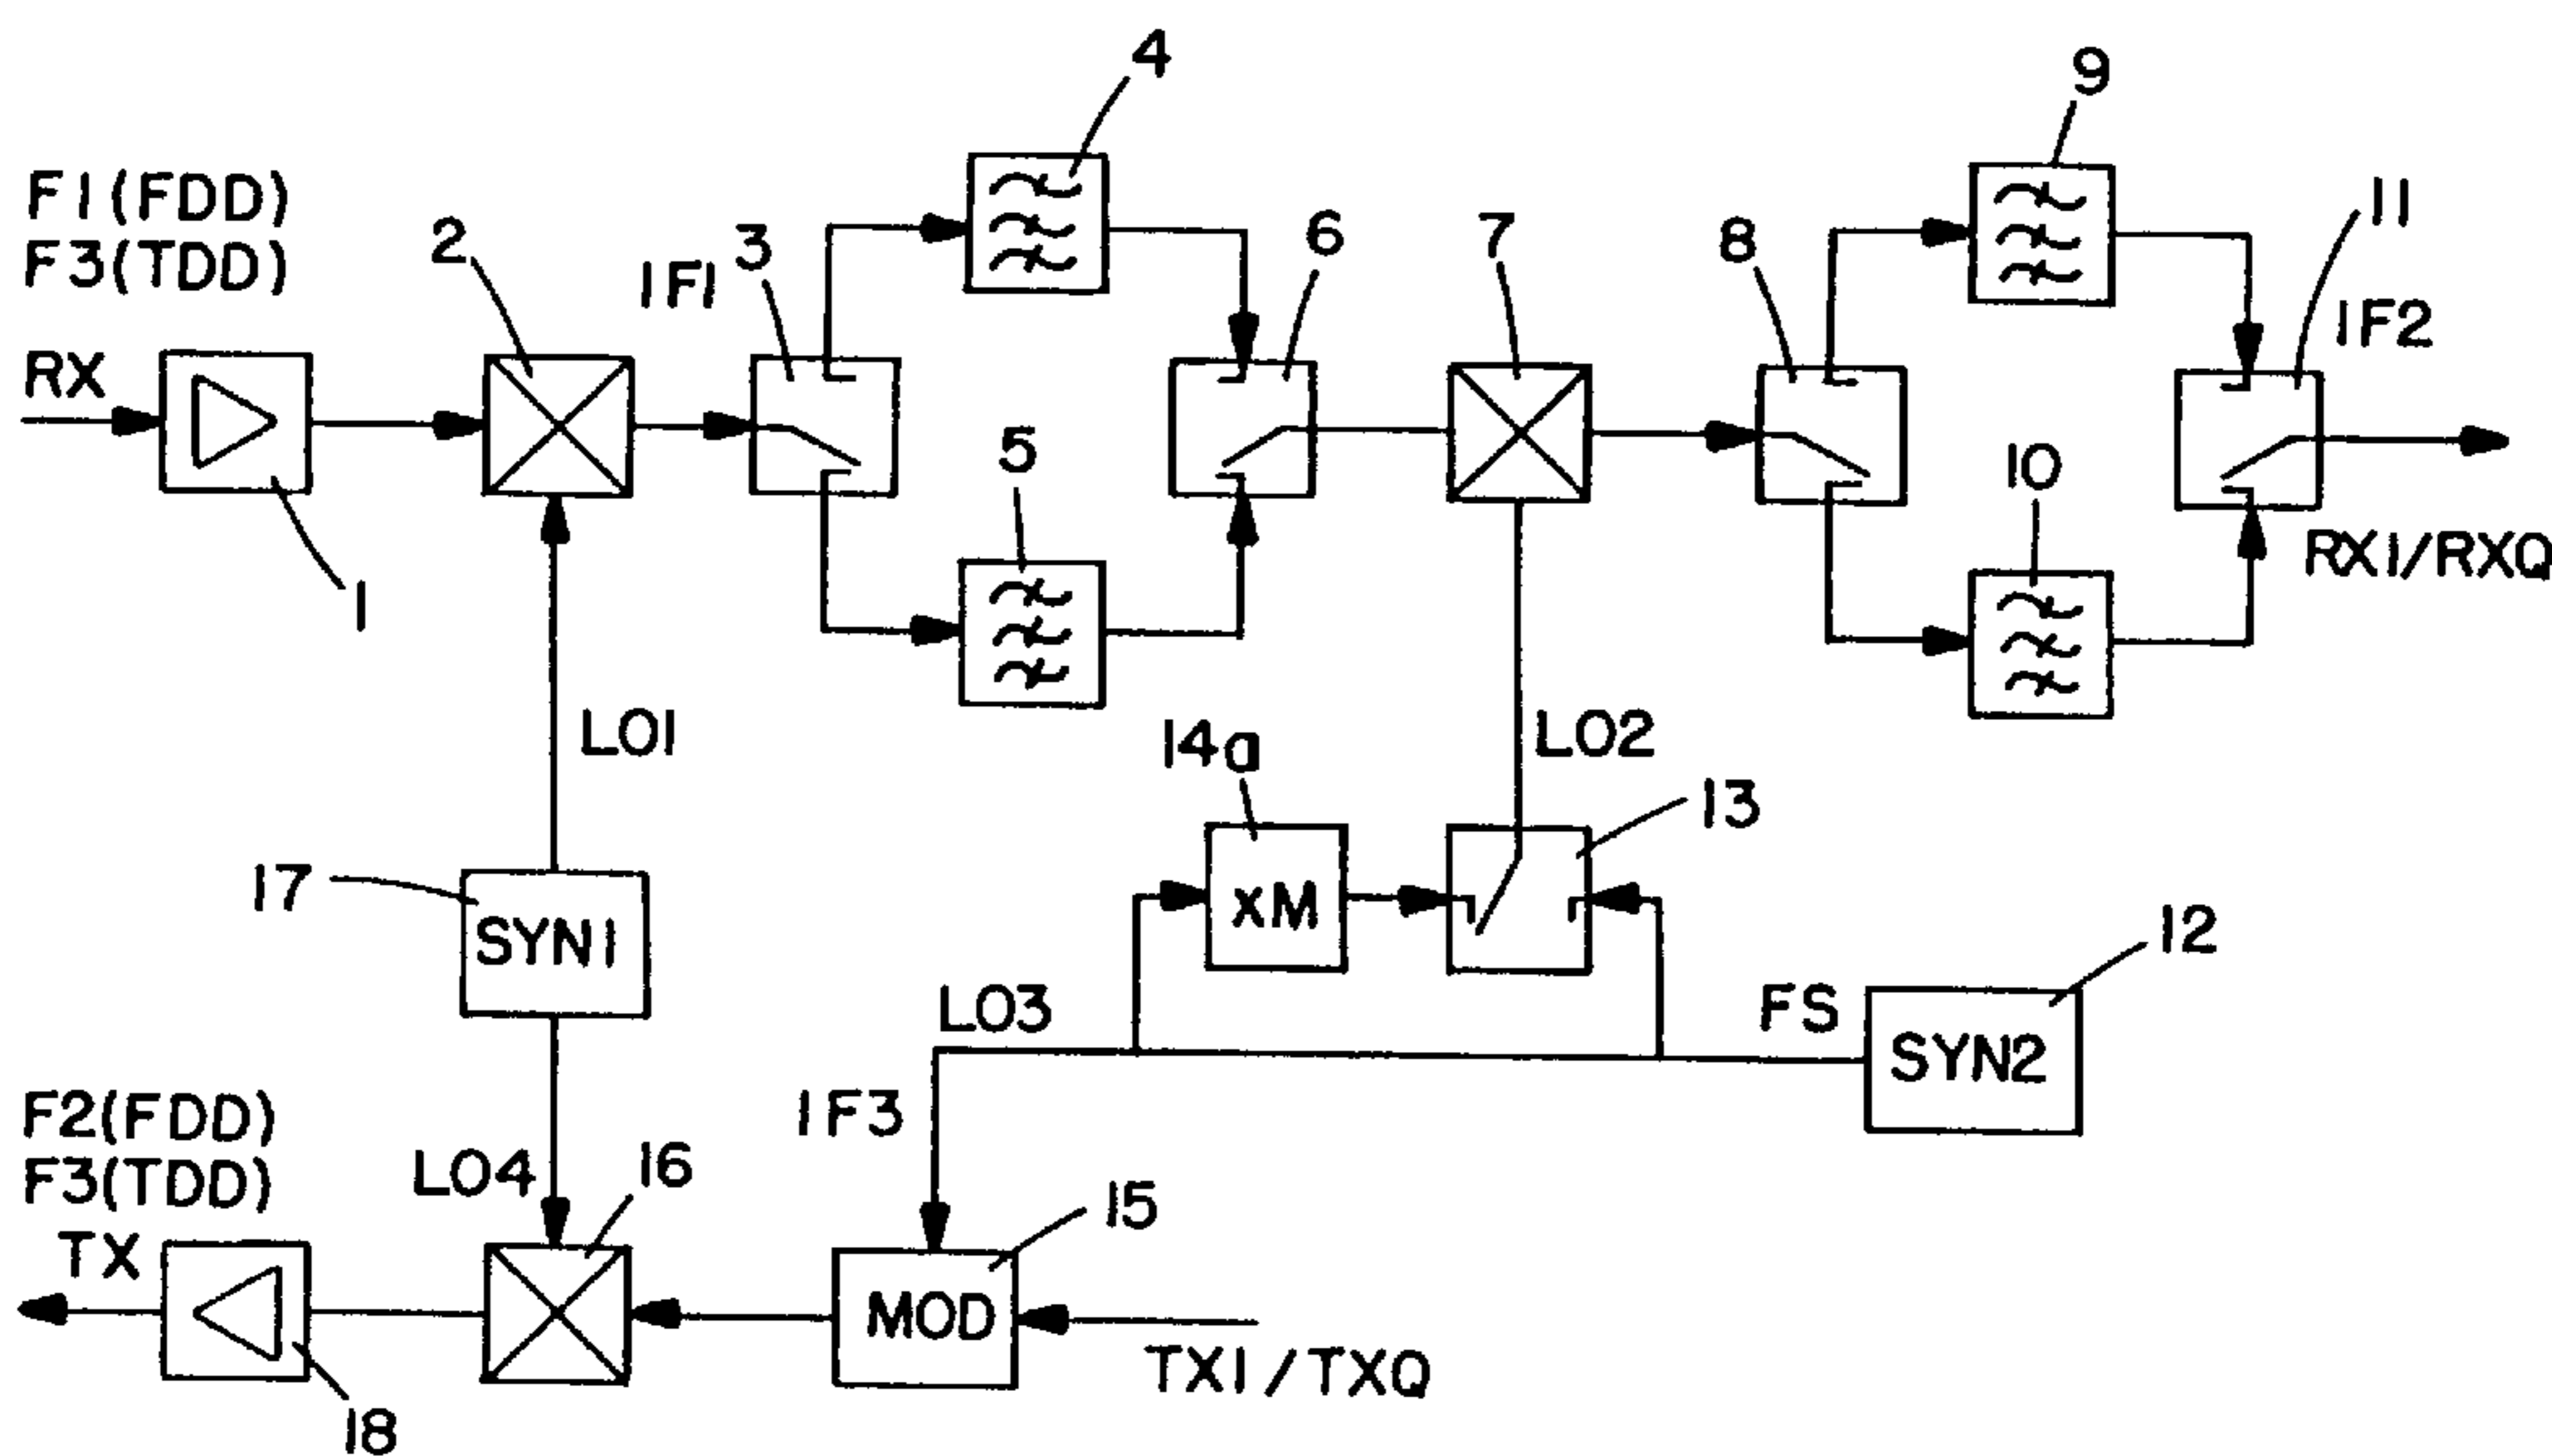 4
9
F1(FDD)
F3(TDD)
2
IF1
3
6
7
8
11
IF2
RX
5
10
RXI/RXQ
1
LO1
14a
LO2
13
17
SYN1
xM
12
LO3
FS
SYN2
F2(FDD)
F3(TDD)
IF3
LO4
16
15
TX
MOD
TXI/TXQ
18